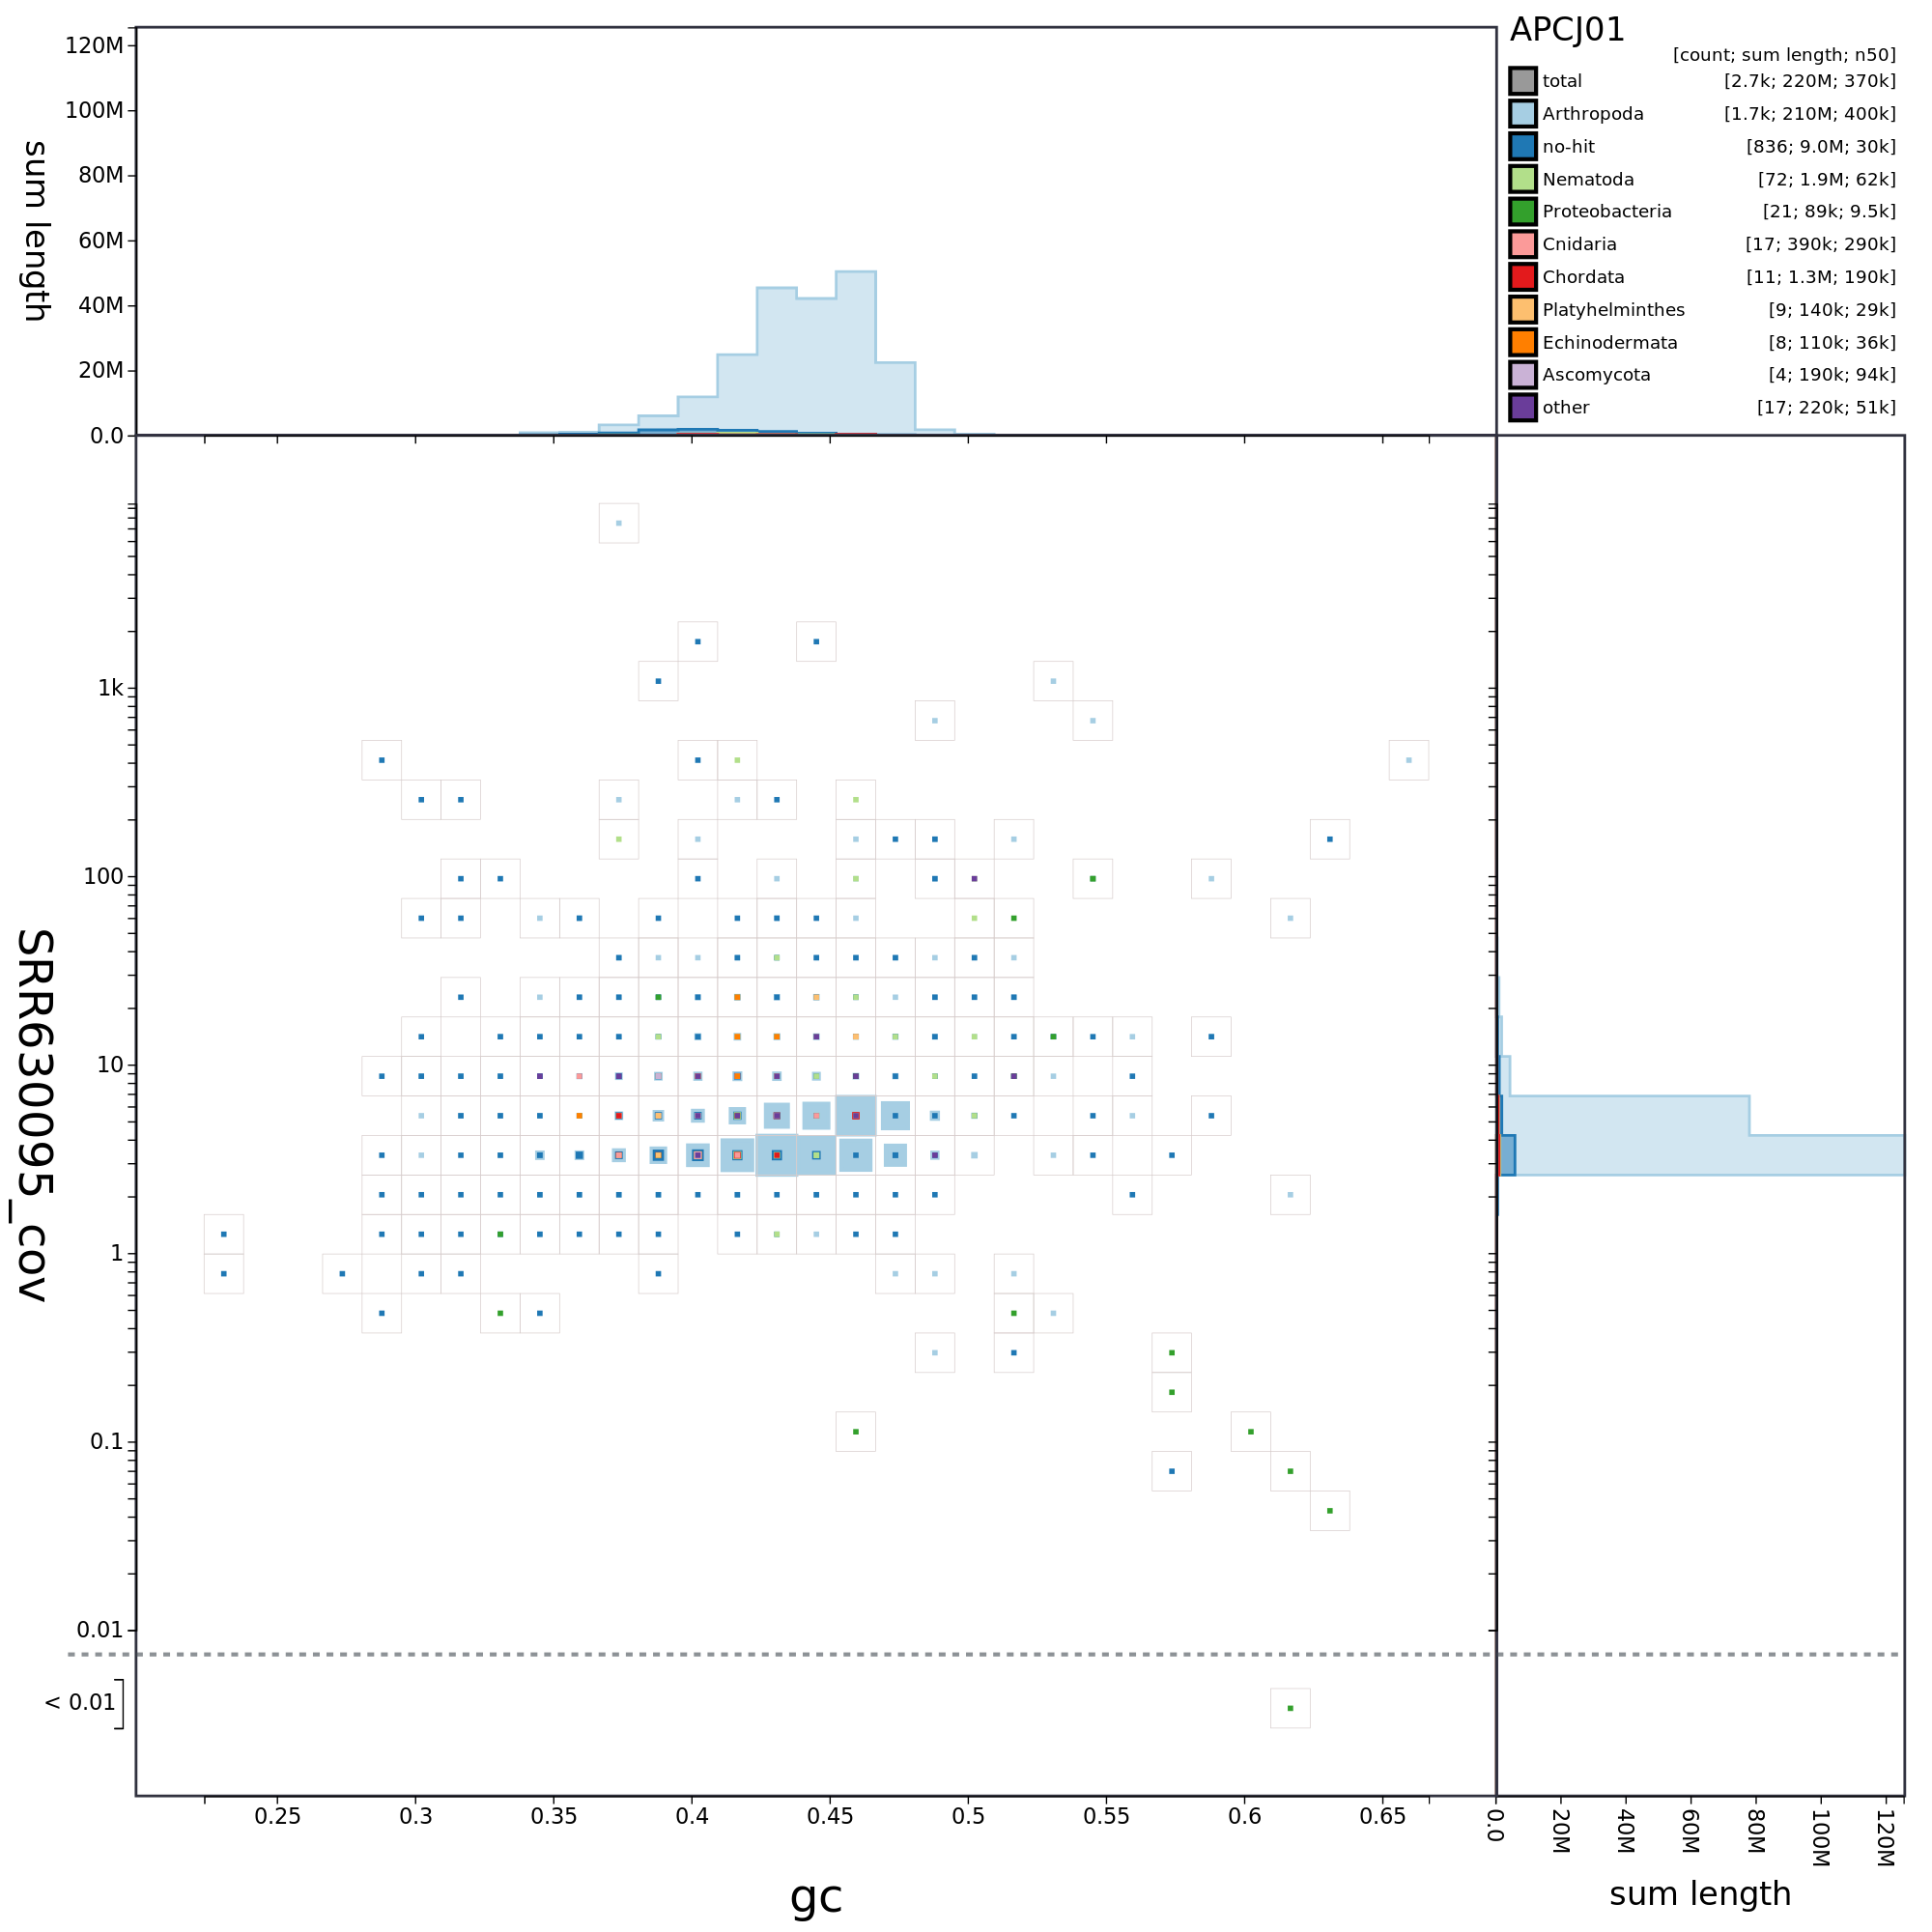 APCJ01
[count; sum length; n50]
total [2.7k; 220M; 370k]
Arthropoda [1.7k; 210M; 400k]
no-hit [836; 9.0M; 30k]
Nematoda [72; 1.9M; 62k]
Proteobacteria [21; 89k; 9.5k]
Cnidaria [17; 390k; 290k]
Chordata [11; 1.3M; 190k]
Platyhelminthes [9; 140k; 29k]
Echinodermata [8; 110k; 36k]
Ascomycota [4; 190k; 94k]
other [17; 220k; 51k]
sum length
120M
100M
80M
60M
40M
20M
0.0
SRR6300095_cov
1k
100
10
1
0.1
0.01
< 0.01
0.25 0.3 0.35 0.4 0.45 0.5 0.55 0.6 0.65
gc
0.0 20M 40M 60M 80M 100M 120M
sum length